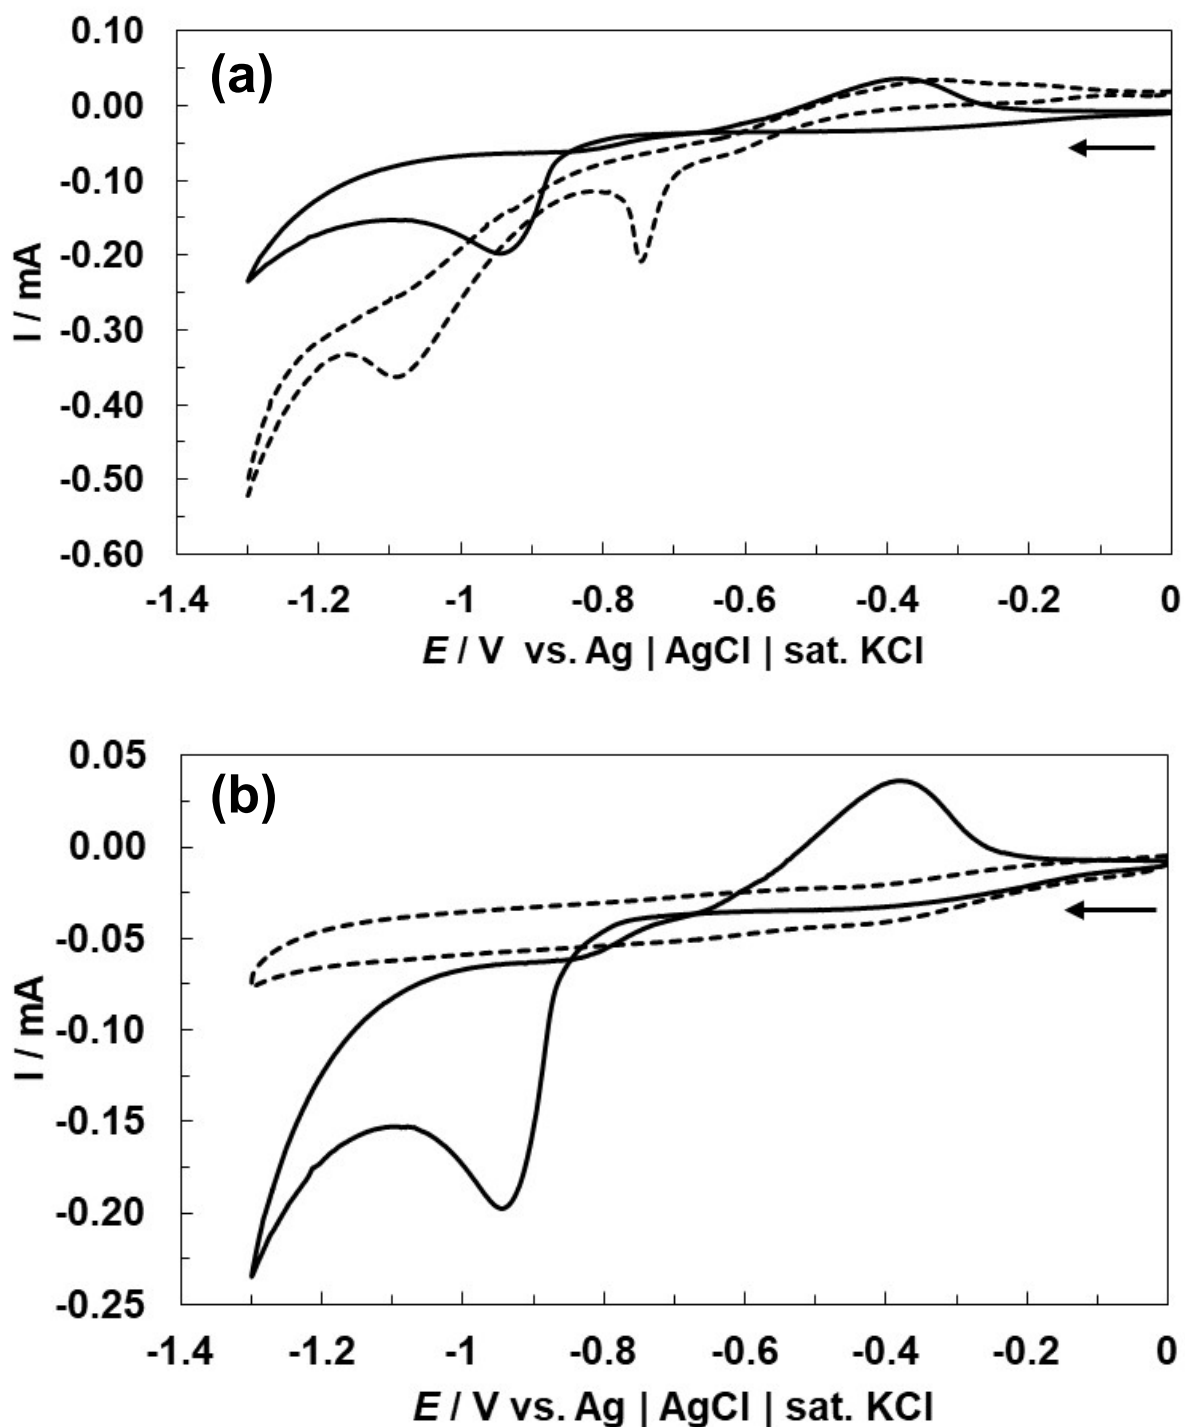 (a)
0.10
0.00
-0.10
-0.20
-0.30
-0.40
-0.50
-0.60
I / mA
-1.4 -1.2 -1 -0.8 -0.6 -0.4 -0.2 0
E / V vs. Ag | AgCl | sat. KCl
(b)
0.05
0.00
-0.05
-0.10
-0.15
-0.20
-0.25
I / mA
-1.4 -1.2 -1 -0.8 -0.6 -0.4 -0.2 0
E / V vs. Ag | AgCl | sat. KCl